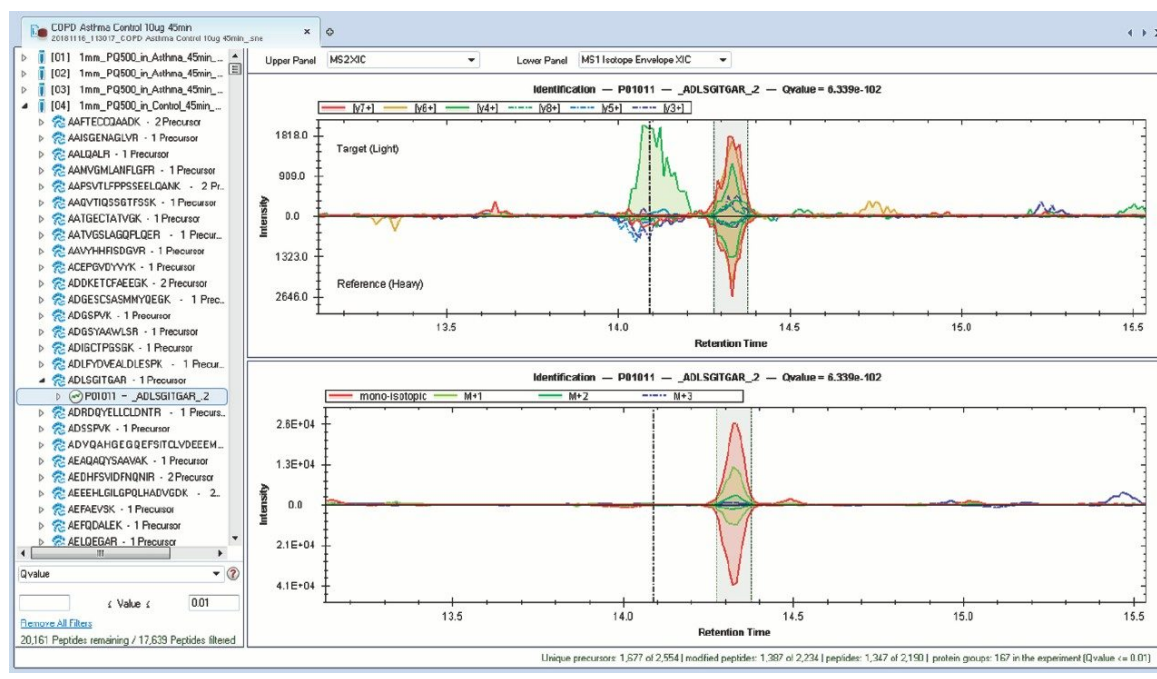 COPD Asthma Control 10ug 45min
20181116_113017_COPD Asthma Control 10ug 45min_.sne
[01] 1mm_PQ500_in_Asthma_45min_...
[02] 1mm_PQ500_in_Asthma_45min_...
[03] 1mm_PQ500_in_Asthma_45min_...
[04] 1mm_PQ500_in_Control_45min_...
AAFTECCQAADK - 2 Precursor
AAISGENAGLVR - 1 Precursor
AALQALR - 1 Precursor
AAMVGMLANFLGFR - 1 Precursor
AAPSVTLFPPSSEELQANK - 2 Pr..
AAQVTIQSSGTFSSK - 1 Precursor
AATGECTATVGK - 1 Precursor
AATVGSLAGQPLQER - 1 Precur...
AAVYHHFISDGVR - 1 Precursor
ACEPGVDYVYK - 1 Precursor
ADDKETCFAEEGK - 2 Precursor
ADGESCSASMMYQEGK - 1 Prec...
ADGSPVK - 1 Precursor
ADGSYAAWLSR - 1 Precursor
ADIGCTPGSGK - 1 Precursor
ADLFYDVEALDLESPK - 1 Precur...
ADLSGITGAR - 1 Precursor
P01011 - _ADLSGITGAR_.2
ADRDQYELLCLDNTR - 1 Precurs..
ADSSPVK - 1 Precursor
ADVQAHGEGQEFSITCLVDEEEM...
AEAQAQYSAAVAK - 1 Precursor
AEDHFSVIDFNQNIR - 2 Precursor
AEEEHLGILGPQLHADVGDK - 2..
AEFAEVSK - 1 Precursor
AEFQDALEK - 1 Precursor
AELQEGAR - 1 Precursor
Qvalue
≤ Value ≤ 0.01
Remove All Filters
20,161 Peptides remaining / 17,639 Peptides filtered
Upper Panel MS2 XIC Lower Panel MS1 Isotope Envelope XIC
Identification — P01011 — _ADLSGITGAR_.2 — Qvalue = 6.339e-102
[y7+] [y6+] [y4+] [y8+] [y5+] [y3+]
Target (Light)
Reference (Heavy)
1818.0
909.0
0.0
1323.0
2646.0
Intensity
13.5 14.0 14.5 15.0 15.5
Retention Time
Identification — P01011 — _ADLSGITGAR_.2 — Qvalue = 6.339e-102
mono-isotopic M+1 M+2 M+3
2.6E+04
1.3E+04
0.0
2.1E+04
4.1E+04
Intensity
13.5 14.0 14.5 15.0 15.5
Retention Time
Unique precursors: 1,677 of 2,554 | modified peptides: 1,387 of 2,234 | peptides: 1,347 of 2,190 | protein groups: 167 in the experiment (Qvalue <= 0.01)